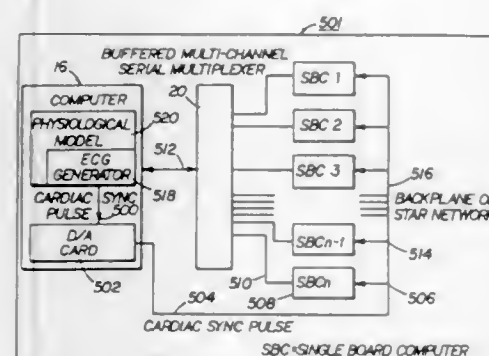 501
BUFFERED MULTI-CHANNEL
SERIAL MULTIPLEXER
16
20
COMPUTER
PHYSIOLOGICAL
MODEL
520
ECG
GENERATOR
518
512
CARDIAC SYNC
PULSE 500
D/A
CARD
502
504
CARDIAC SYNC PULSE
SBC 1
SBC 2
SBC 3
516
BACKPLANE
STAR NETWORK
SBCn-1
514
510
508
SBCn
506
SBC=SINGLE BOARD COMPUTER